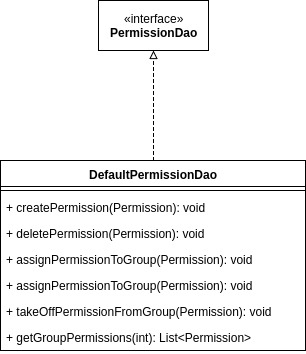 «interface»
PermissionDao
DefaultPermissionDao
+ createPermission(Permission): void
+ deletePermission(Permission): void
+ assignPermissionToGroup(Permission): void
+ assignPermissionToGroup(Permission): void
+ takeOffPermissionFromGroup(Permission): void
+ getGroupPermissions(int): List<Permission>